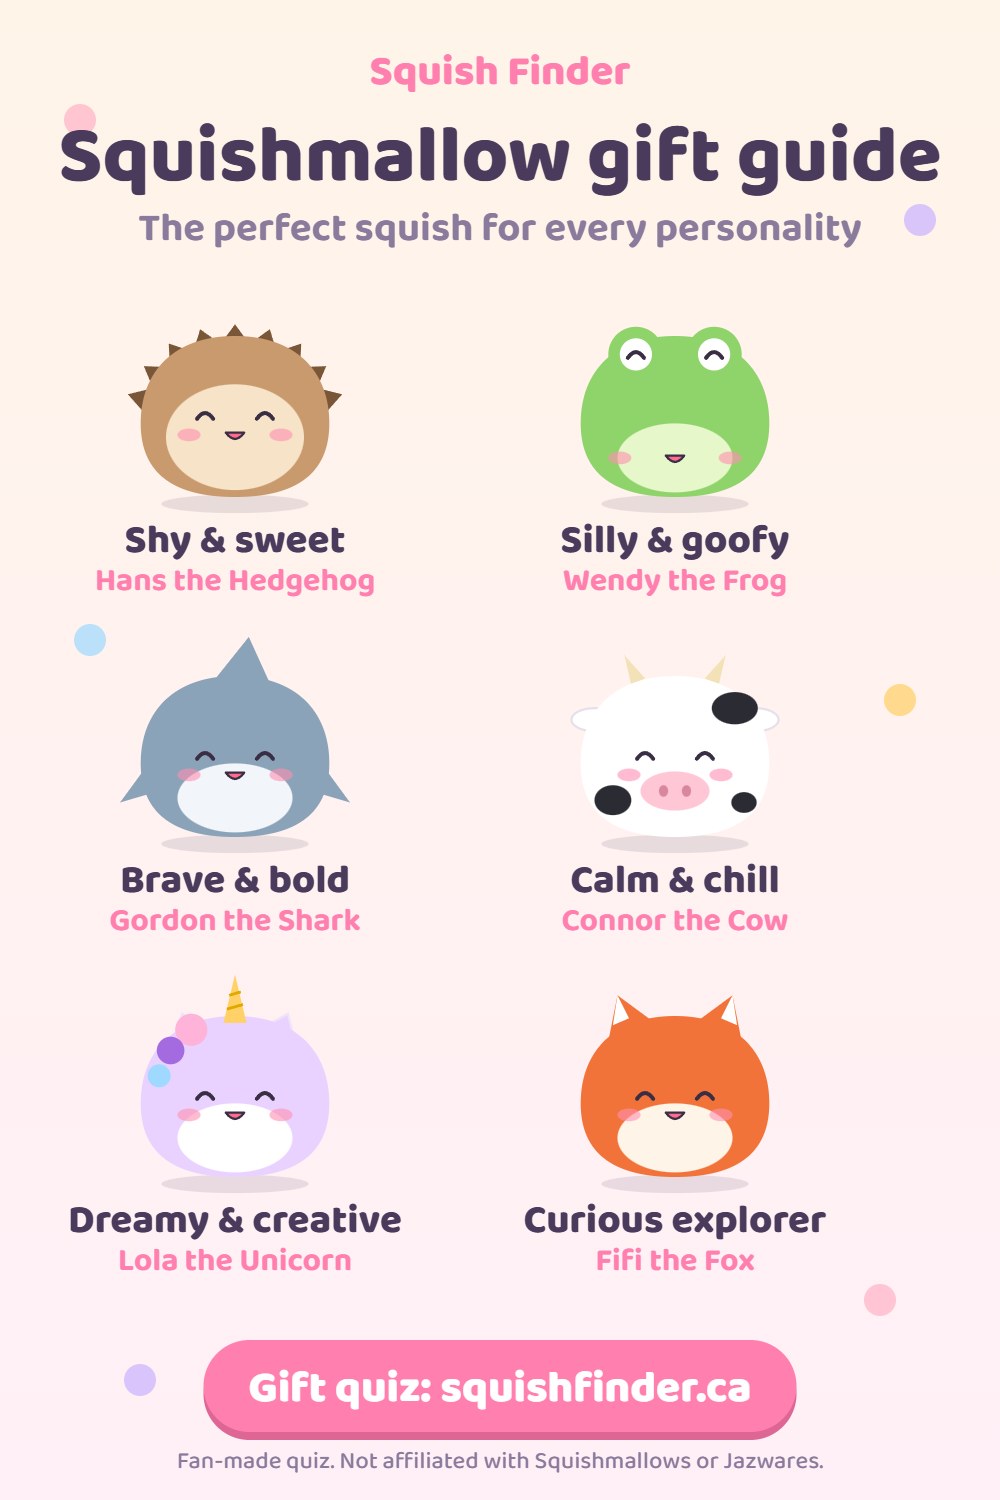 Squish Finder
Squishmallow gift guide
The perfect squish for every personality
Shy & sweet
Hans the Hedgehog
Silly & goofy
Wendy the Frog
Brave & bold
Gordon the Shark
Calm & chill
Connor the Cow
Dreamy & creative
Lola the Unicorn
Curious explorer
Fifi the Fox
Gift quiz: squishfinder.ca
Fan-made quiz. Not affiliated with Squishmallows or Jazwares.